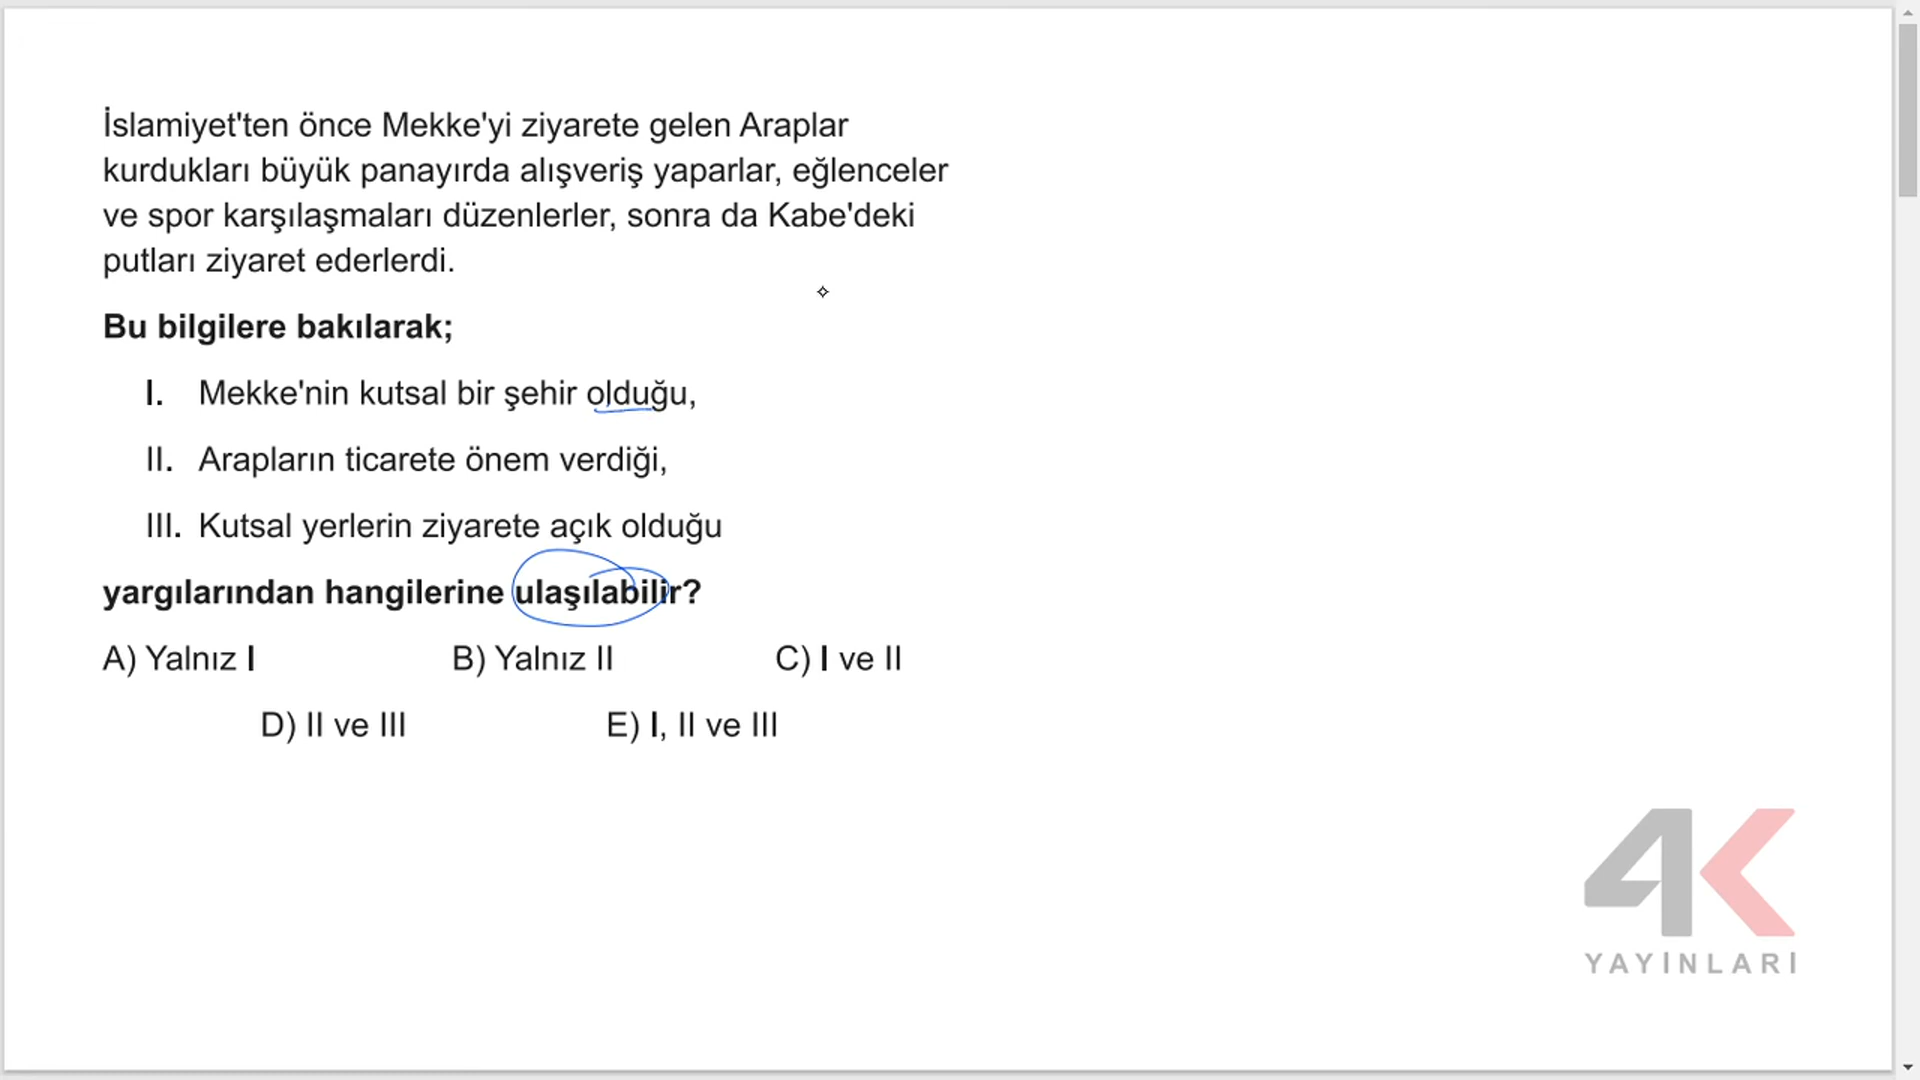 İslamiyet'ten önce Mekke'yi ziyarete gelen Araplar
kurdukları büyük panayırda alışveriş yaparlar, eğlenceler
ve spor karşılaşmaları düzenlerler, sonra da Kabe'deki
putları ziyaret ederlerdi.
Bu bilgilere bakılarak;
I. Mekke'nin kutsal bir şehir olduğu,
II. Arapların ticarete önem verdiği,
III. Kutsal yerlerin ziyarete açık olduğu
yargılarından hangilerine ulaşılabilir?
A) Yalnız I B) Yalnız II C) I ve II
D) II ve III E) I, II ve III
4K
YAYINLARI